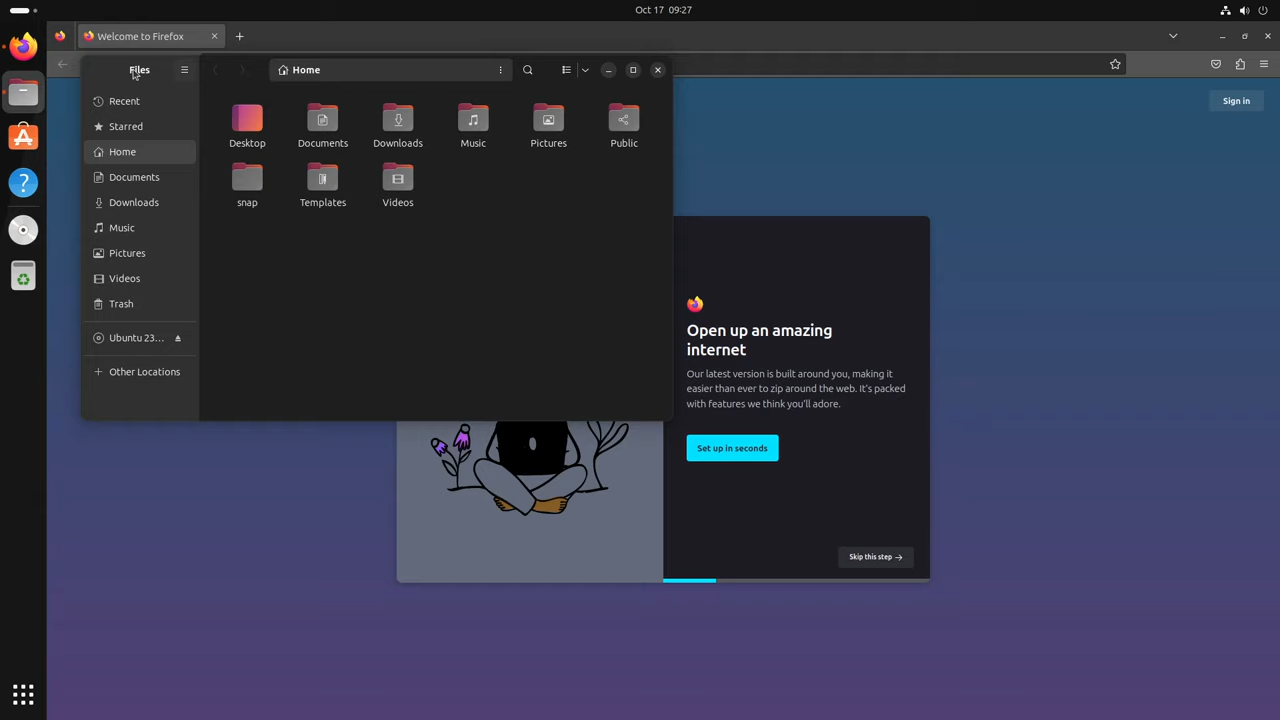 Oct 17 09:27
Welcome to Firefox
Files
Home
Recent
Starred
Home
Documents
Downloads
Music
Pictures
Videos
Trash
Ubuntu 23...
Other Locations
Desktop
Documents
Downloads
Music
Pictures
Public
snap
Templates
Videos
Sign in
Open up an amazing
internet
Our latest version is built around you, making it
easier than ever to zip around the web. It's packed
with features we think you'll adore.
Set up in seconds
Skip this step